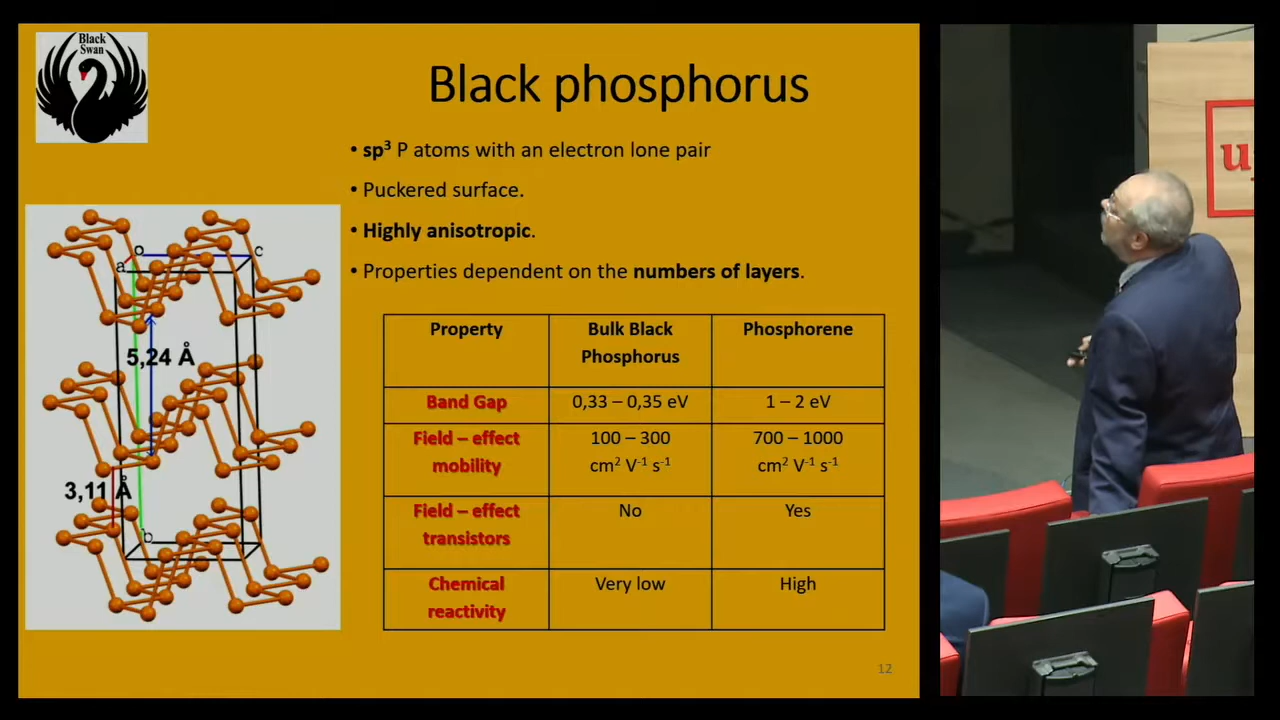 Black
Swan
Black phosphorus
• sp³ P atoms with an electron lone pair
• Puckered surface.
• Highly anisotropic.
• Properties dependent on the numbers of layers.
o
c
a
5,24 Å
3,11 Å
b
Property
Bulk Black
Phosphorus
Phosphorene
Band Gap
0,33 – 0,35 eV
1 – 2 eV
Field – effect
mobility
100 – 300
cm² V⁻¹ s⁻¹
700 – 1000
cm² V⁻¹ s⁻¹
Field – effect
transistors
No
Yes
Chemical
reactivity
Very low
High
12